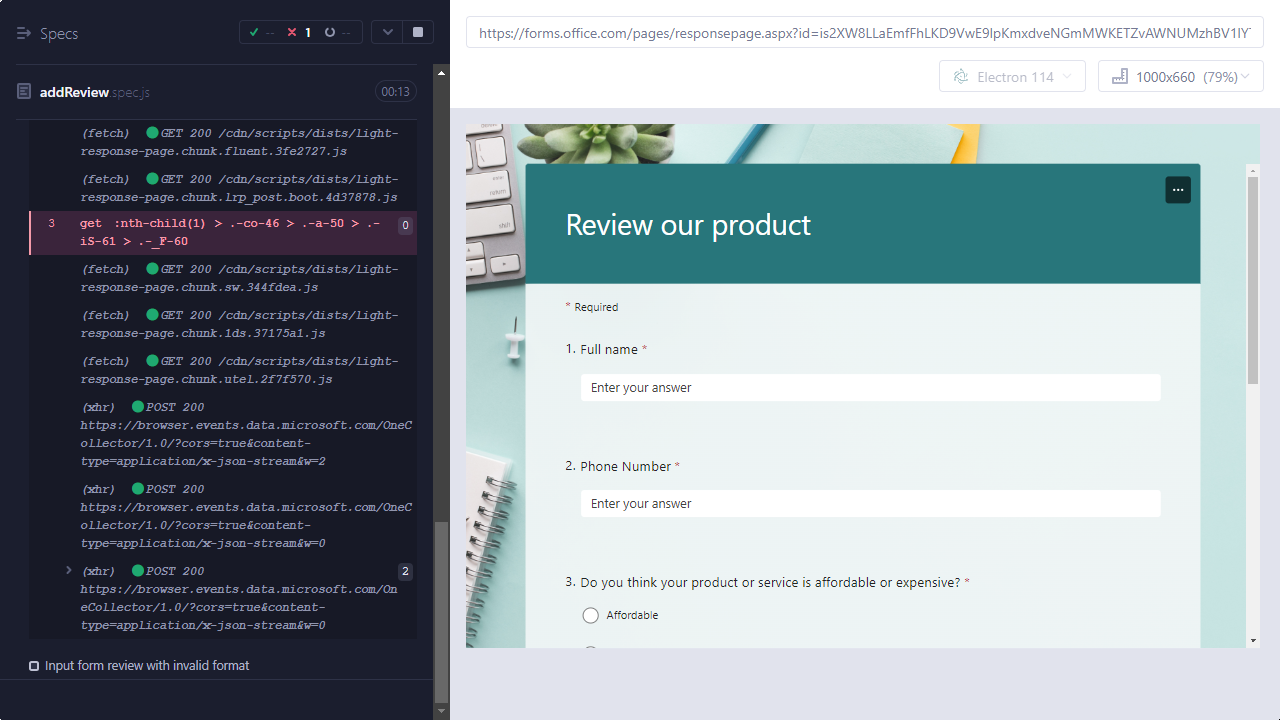 Specs
--
1
--
https://forms.office.com/pages/responsepage.aspx?id=is2XW8LLaEmfFhLKD9VwE9IpKmxdveNGmMWKETZvAWNUMzhBV1lY
Electron 114
1000x660 (79%)
addReview.spec.js
00:13
(fetch) GET 200 /cdn/scripts/dists/light-
response-page.chunk.fluent.3fe2727.js
(fetch) GET 200 /cdn/scripts/dists/light-
response-page.chunk.lrp_post.boot.4d37878.js
3 get :nth-child(1) > .-co-46 > .-a-50 > .-
iS-61 > .-_F-60
0
(fetch) GET 200 /cdn/scripts/dists/light-
response-page.chunk.sw.344fdea.js
(fetch) GET 200 /cdn/scripts/dists/light-
response-page.chunk.1ds.37175a1.js
(fetch) GET 200 /cdn/scripts/dists/light-
response-page.chunk.utel.2f7f570.js
(xhr) POST 200
https://browser.events.data.microsoft.com/OneC
ollector/1.0/?cors=true&content-
type=application/x-json-stream&w=2
(xhr) POST 200
https://browser.events.data.microsoft.com/OneC
ollector/1.0/?cors=true&content-
type=application/x-json-stream&w=0
(xhr) POST 200
2
https://browser.events.data.microsoft.com/On
eCollector/1.0/?cors=true&content-
type=application/x-json-stream&w=0
Input form review with invalid format
Review our product
* Required
1. Full name *
Enter your answer
2. Phone Number *
Enter your answer
3. Do you think your product or service is affordable or expensive? *
Affordable